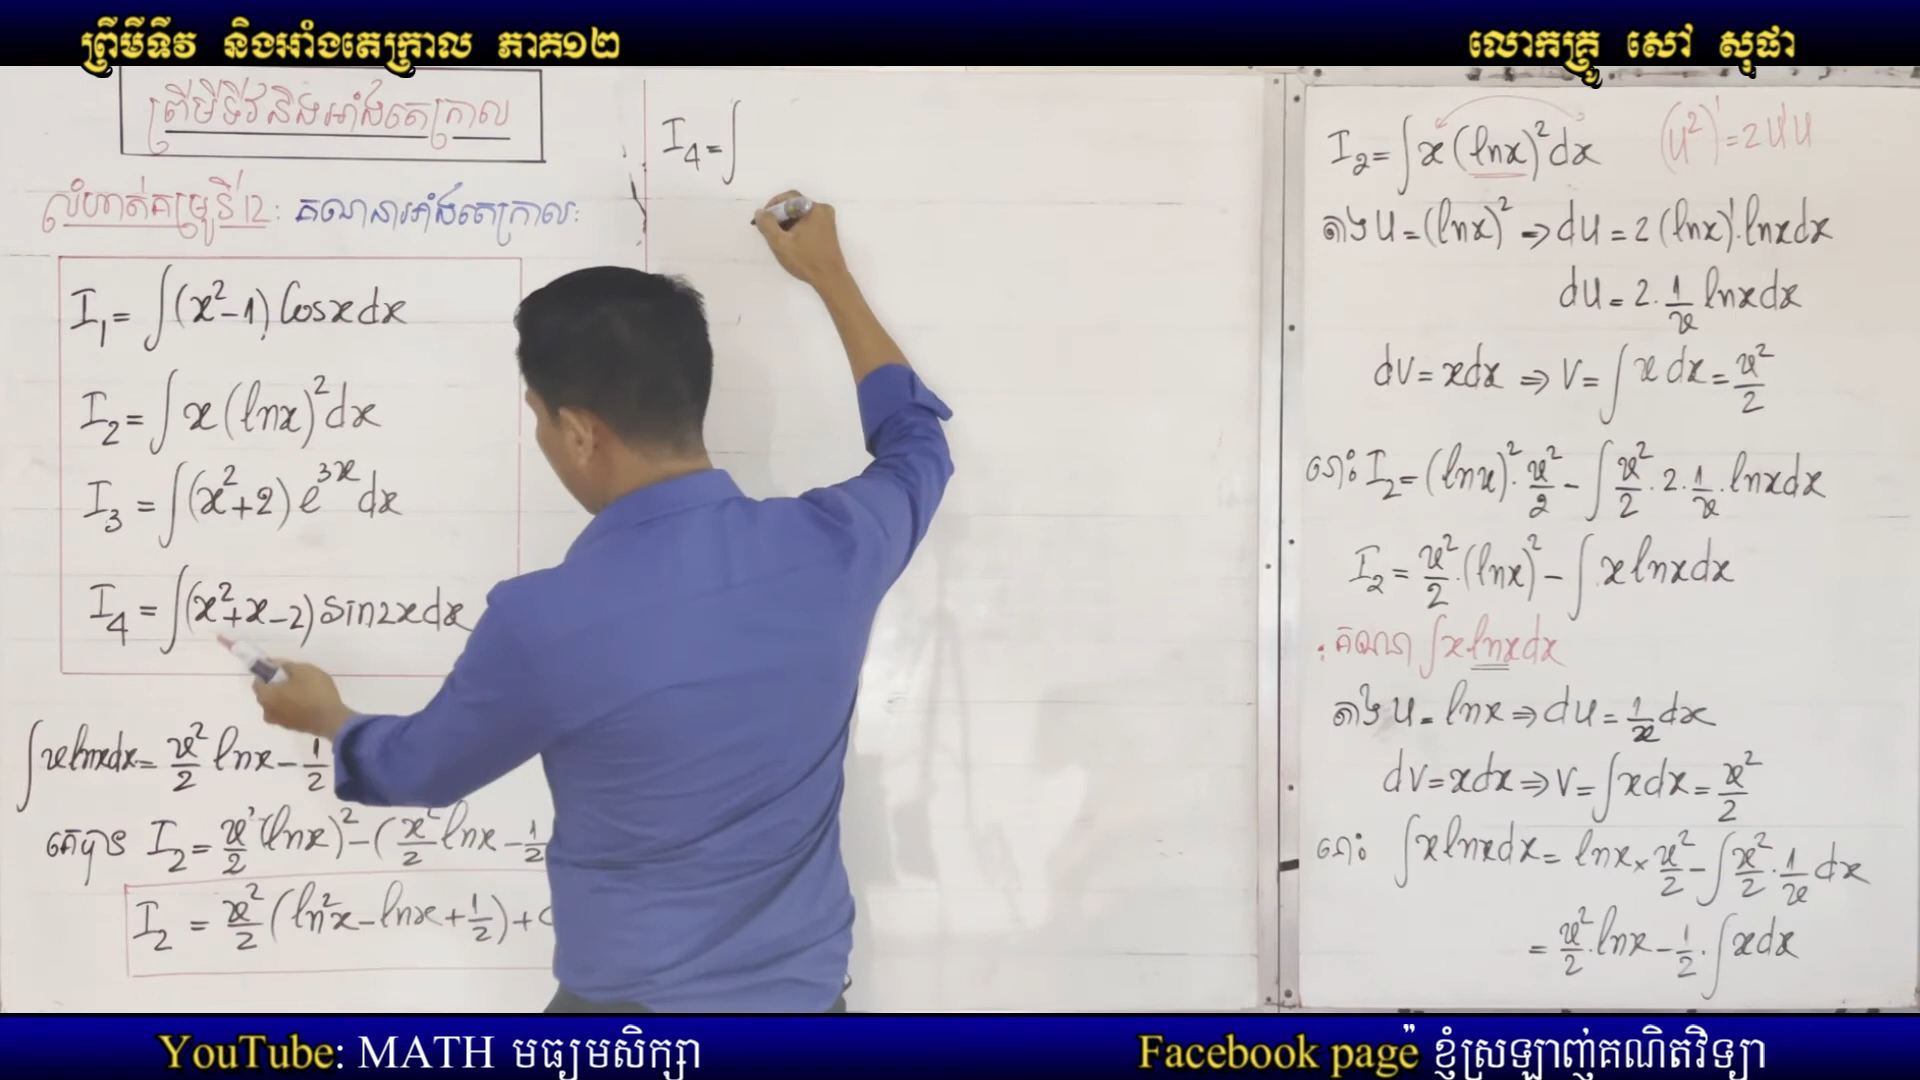 ព្រីមីទីវ និងអាំងតេក្រាល ភាគ១២
លោកគ្រូ សៅ សុផា
ព្រីមីទីវនិងអាំងតេក្រាល
លំហាត់គម្រូទី12: គណនាអាំងតេក្រាល:
I₁ = ∫(x²-1) Cosx dx
I₂ = ∫ x (lnx)² dx
I₃ = ∫(x²+2) e³ˣ dx
I₄ = ∫(x²+x-2) sin2x dx
∫xlnxdx = x²/2 lnx - 1/2
គេបាន I₂ = x²/2 (lnx)² - (x²/2 lnx - 1/2
I₂ = x²/2 (ln²x - lnx + 1/2) + C
I₄ = ∫
I₂ = ∫ x (lnx)² dx (u²)' = 2u'u
តាង u = (lnx)² ⇒ du = 2 (lnx)'. lnx dx
du = 2 . 1/x lnx dx
dv = xdx ⇒ v = ∫ x dx = x²/2
នោះ I₂ = (lnx)² . x²/2 - ∫ x²/2 . 2 . 1/x . lnx dx
I₂ = x²/2 . (lnx)² - ∫ x lnx dx
. គណនា ∫ x lnx dx
តាង u = lnx ⇒ du = 1/x dx
dv = xdx ⇒ v = ∫ xdx = x²/2
នោះ ∫ x lnx dx = lnx × x²/2 - ∫ x²/2 . 1/x dx
= x²/2 . lnx - 1/2 . ∫ xdx
YouTube: MATH មធ្យមសិក្សា
Facebook page ៉ ខ្ញុំស្រឡាញ់គណិតវិទ្យា